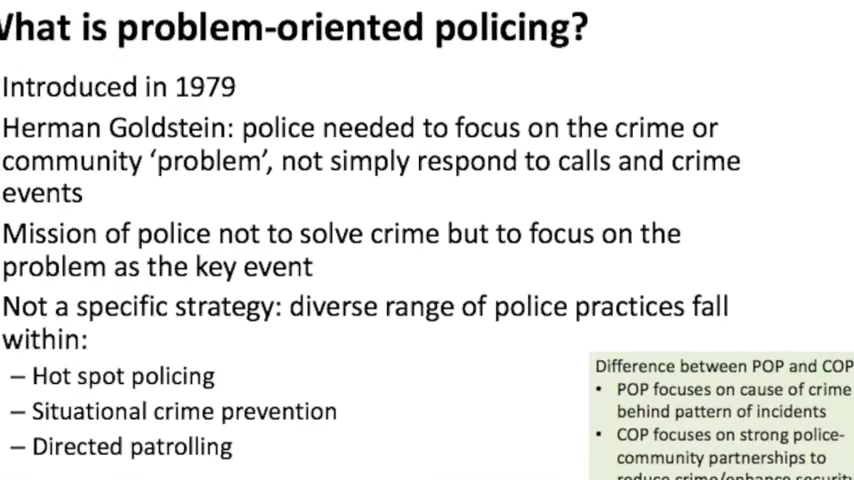 What is problem-oriented policing?
Introduced in 1979
Herman Goldstein: police needed to focus on the crime or
community ‘problem’, not simply respond to calls and crime
events
Mission of police not to solve crime but to focus on the
problem as the key event
Not a specific strategy: diverse range of police practices fall
within:
– Hot spot policing
– Situational crime prevention
– Directed patrolling
Difference between POP and COP
• POP focuses on cause of crime
behind pattern of incidents
• COP focuses on strong police-
community partnerships to
reduce crime/enhance security